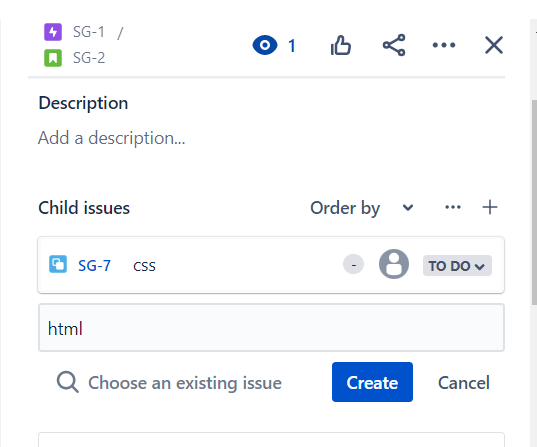 SG-1 /
SG-2
1
Description
Add a description...
Child issues Order by
SG-7 css - TO DO
html
Choose an existing issue Create Cancel